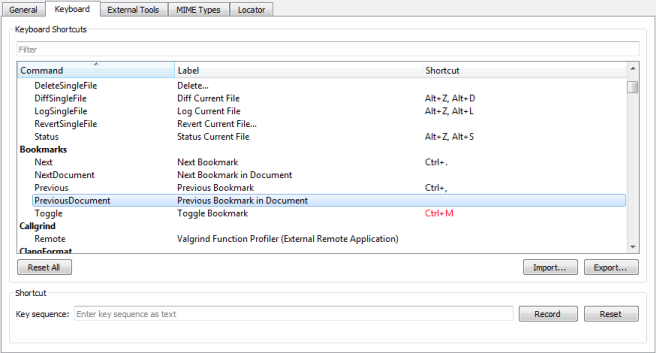 General Keyboard External Tools MIME Types Locator
Keyboard Shortcuts
Filter
Command Label Shortcut
DeleteSingleFile Delete...
DiffSingleFile Diff Current File Alt+Z, Alt+D
LogSingleFile Log Current File Alt+Z, Alt+L
RevertSingleFile Revert Current File...
Status Status Current File Alt+Z, Alt+S
Bookmarks
Next Next Bookmark Ctrl+.
NextDocument Next Bookmark in Document
Previous Previous Bookmark Ctrl+,
PreviousDocument Previous Bookmark in Document
Toggle Toggle Bookmark Ctrl+M
Callgrind
Remote Valgrind Function Profiler (External Remote Application)
ClangFormat
Reset All Import... Export...
Shortcut
Key sequence: Enter key sequence as text Record Reset